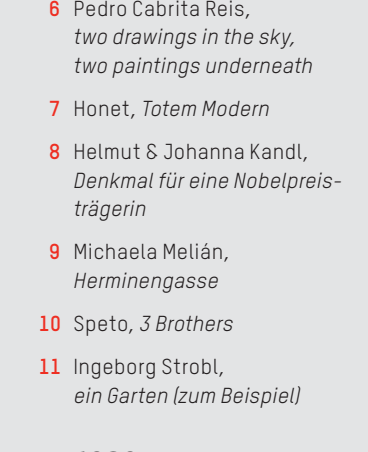 6 Pedro Cabrita Reis,
two drawings in the sky,
two paintings underneath
7 Honet, Totem Modern
8 Helmut & Johanna Kandl,
Denkmal für eine Nobelpreis-
trägerin
9 Michaela Melián,
Herminengasse
10 Speto, 3 Brothers
11 Ingeborg Strobl,
ein Garten (zum Beispiel)